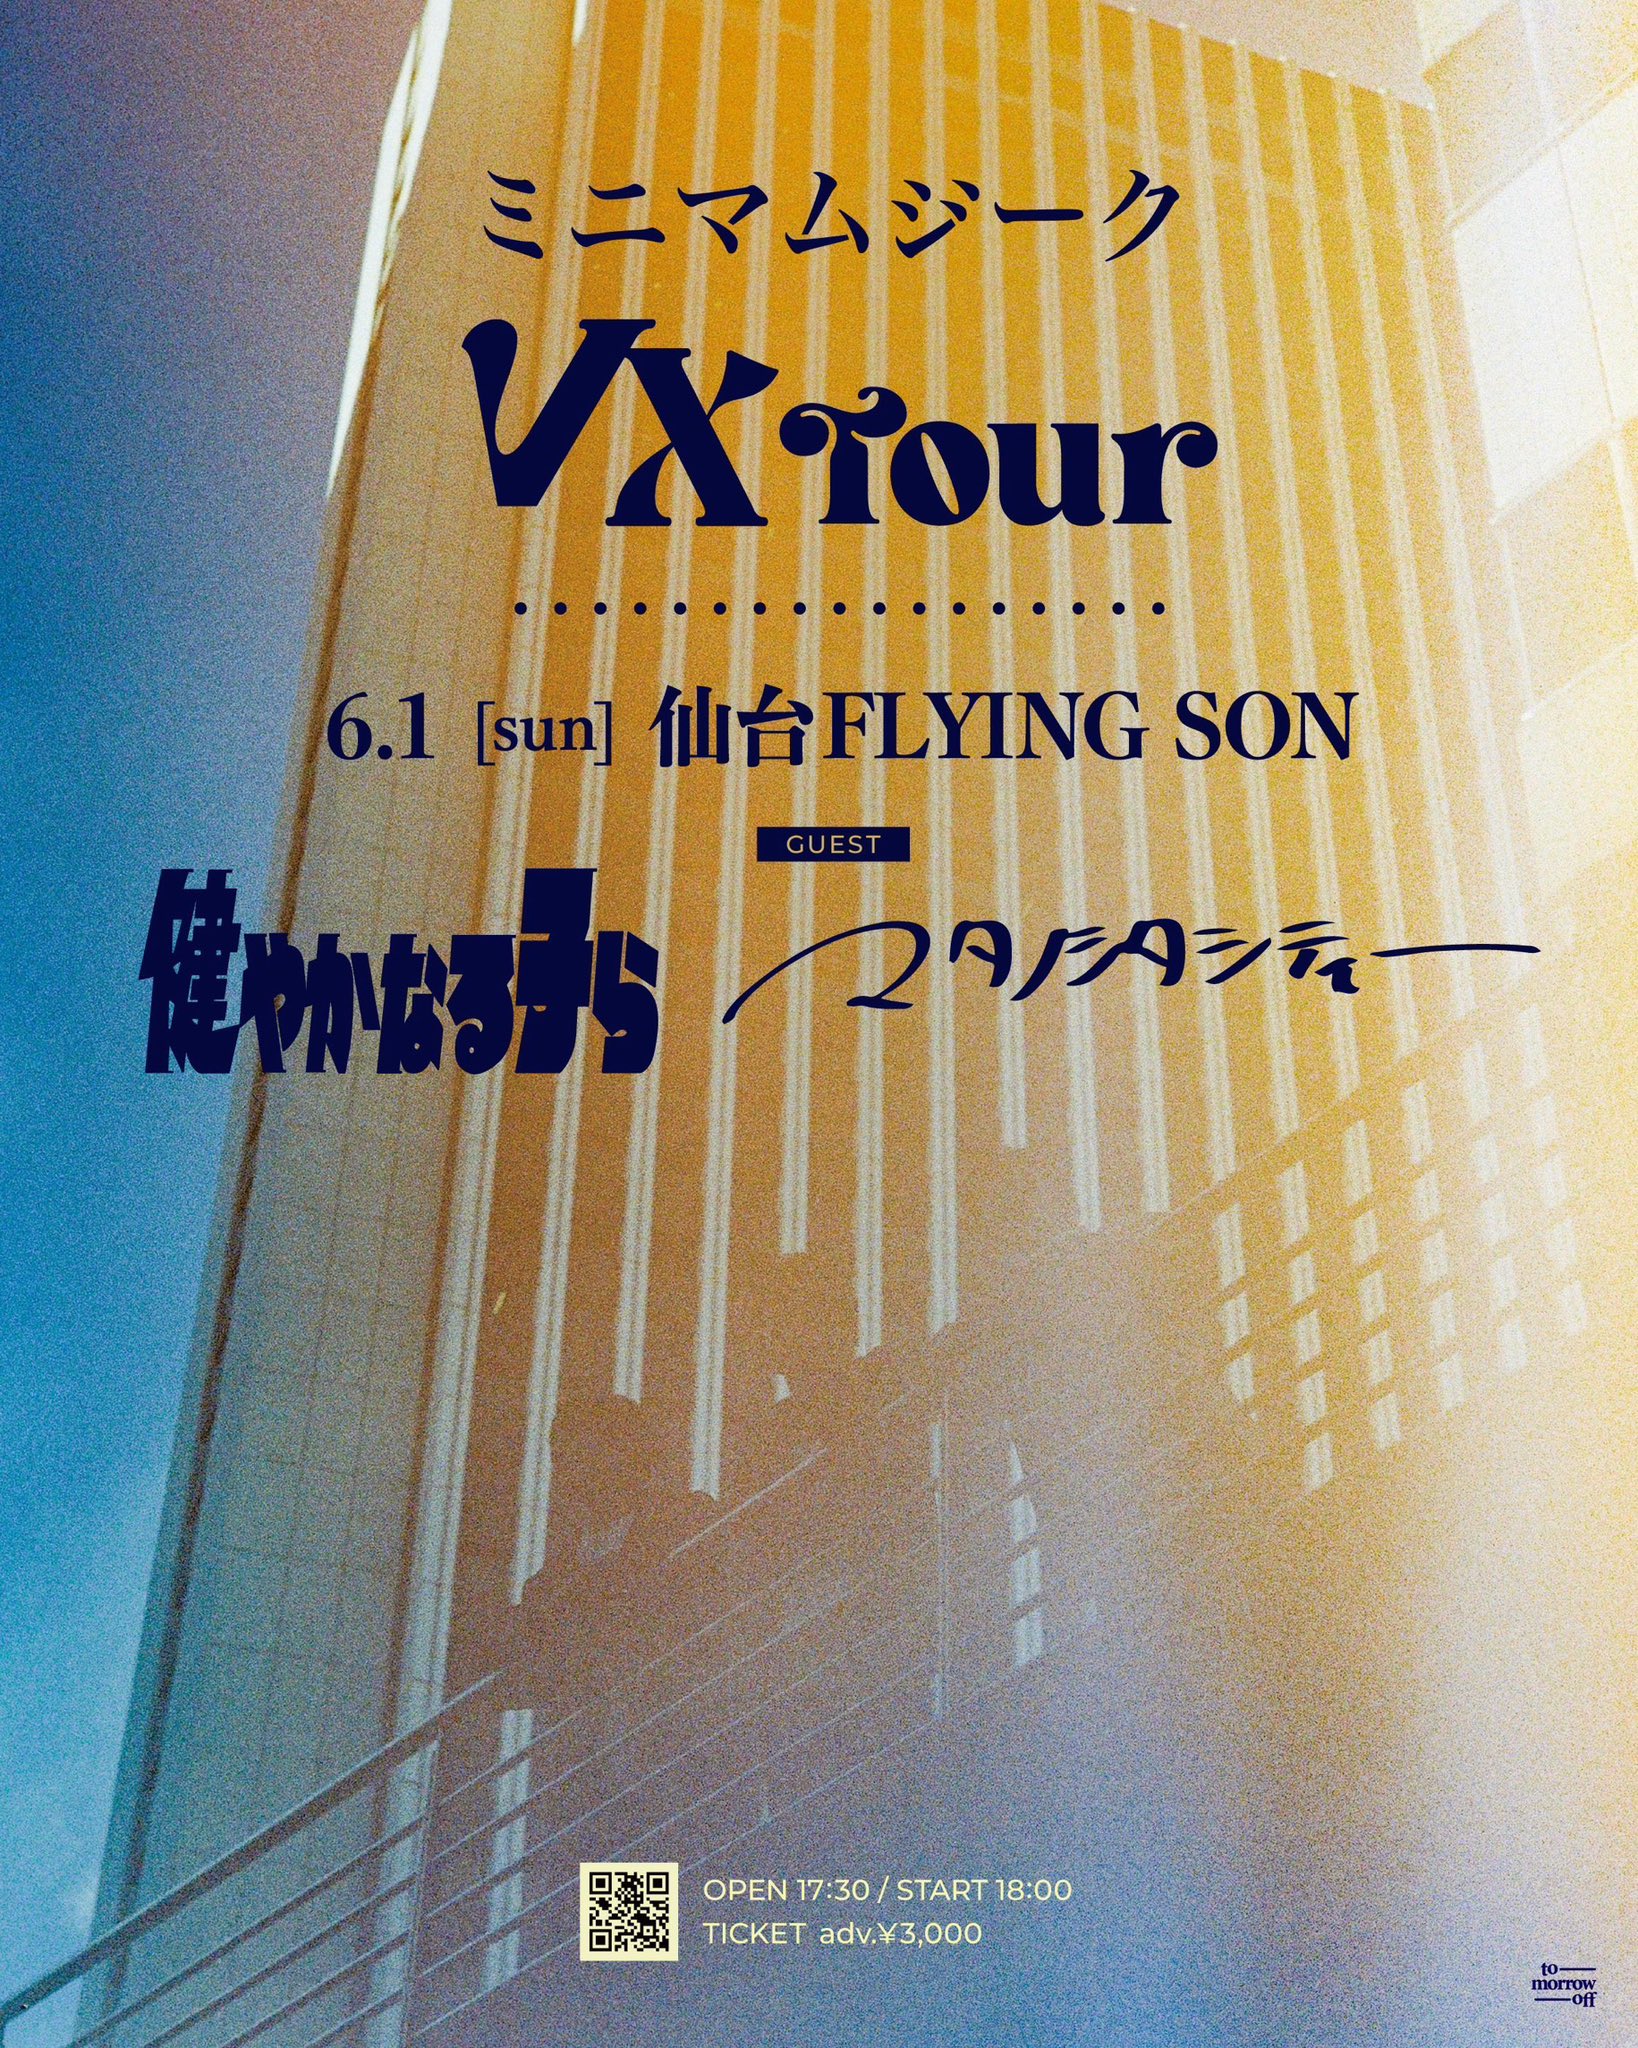 ミニマムジーク
VX Tour
6.1 [sun] 仙台FLYING SON
GUEST
健やかなる子ら マタノシタシティー
OPEN 17:30 / START 18:00
TICKET adv.¥3,000
to
morrow
off